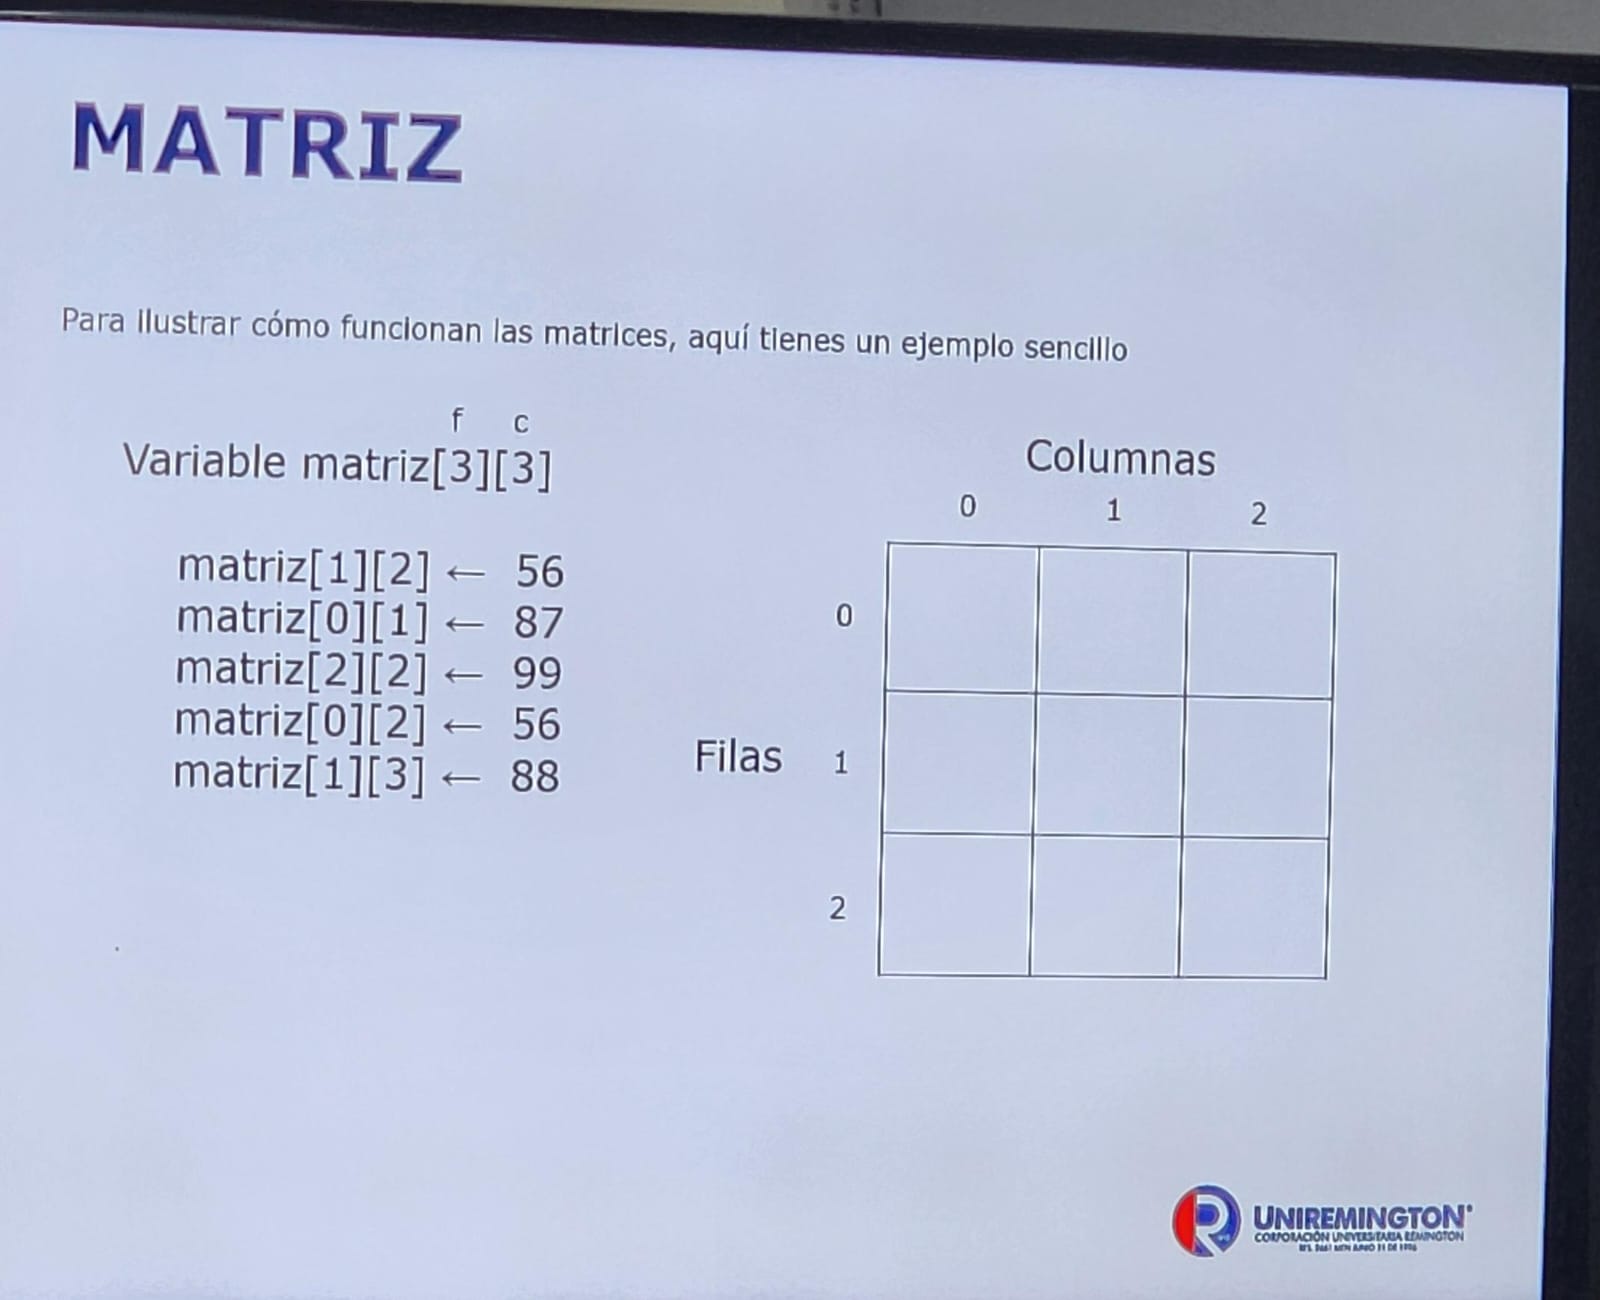 MATRIZ
Para ilustrar cómo funcionan las matrices, aquí tienes un ejemplo sencillo
f c
Variable matriz[3][3]
matriz[1][2] ← 56
matriz[0][1] ← 87
matriz[2][2] ← 99
matriz[0][2] ← 56
matriz[1][3] ← 88
Columnas
0 1 2
0
Filas 1
2
UNIREMINGTON®
CORPORACIÓN UNIVERSITARIA REMINGTON